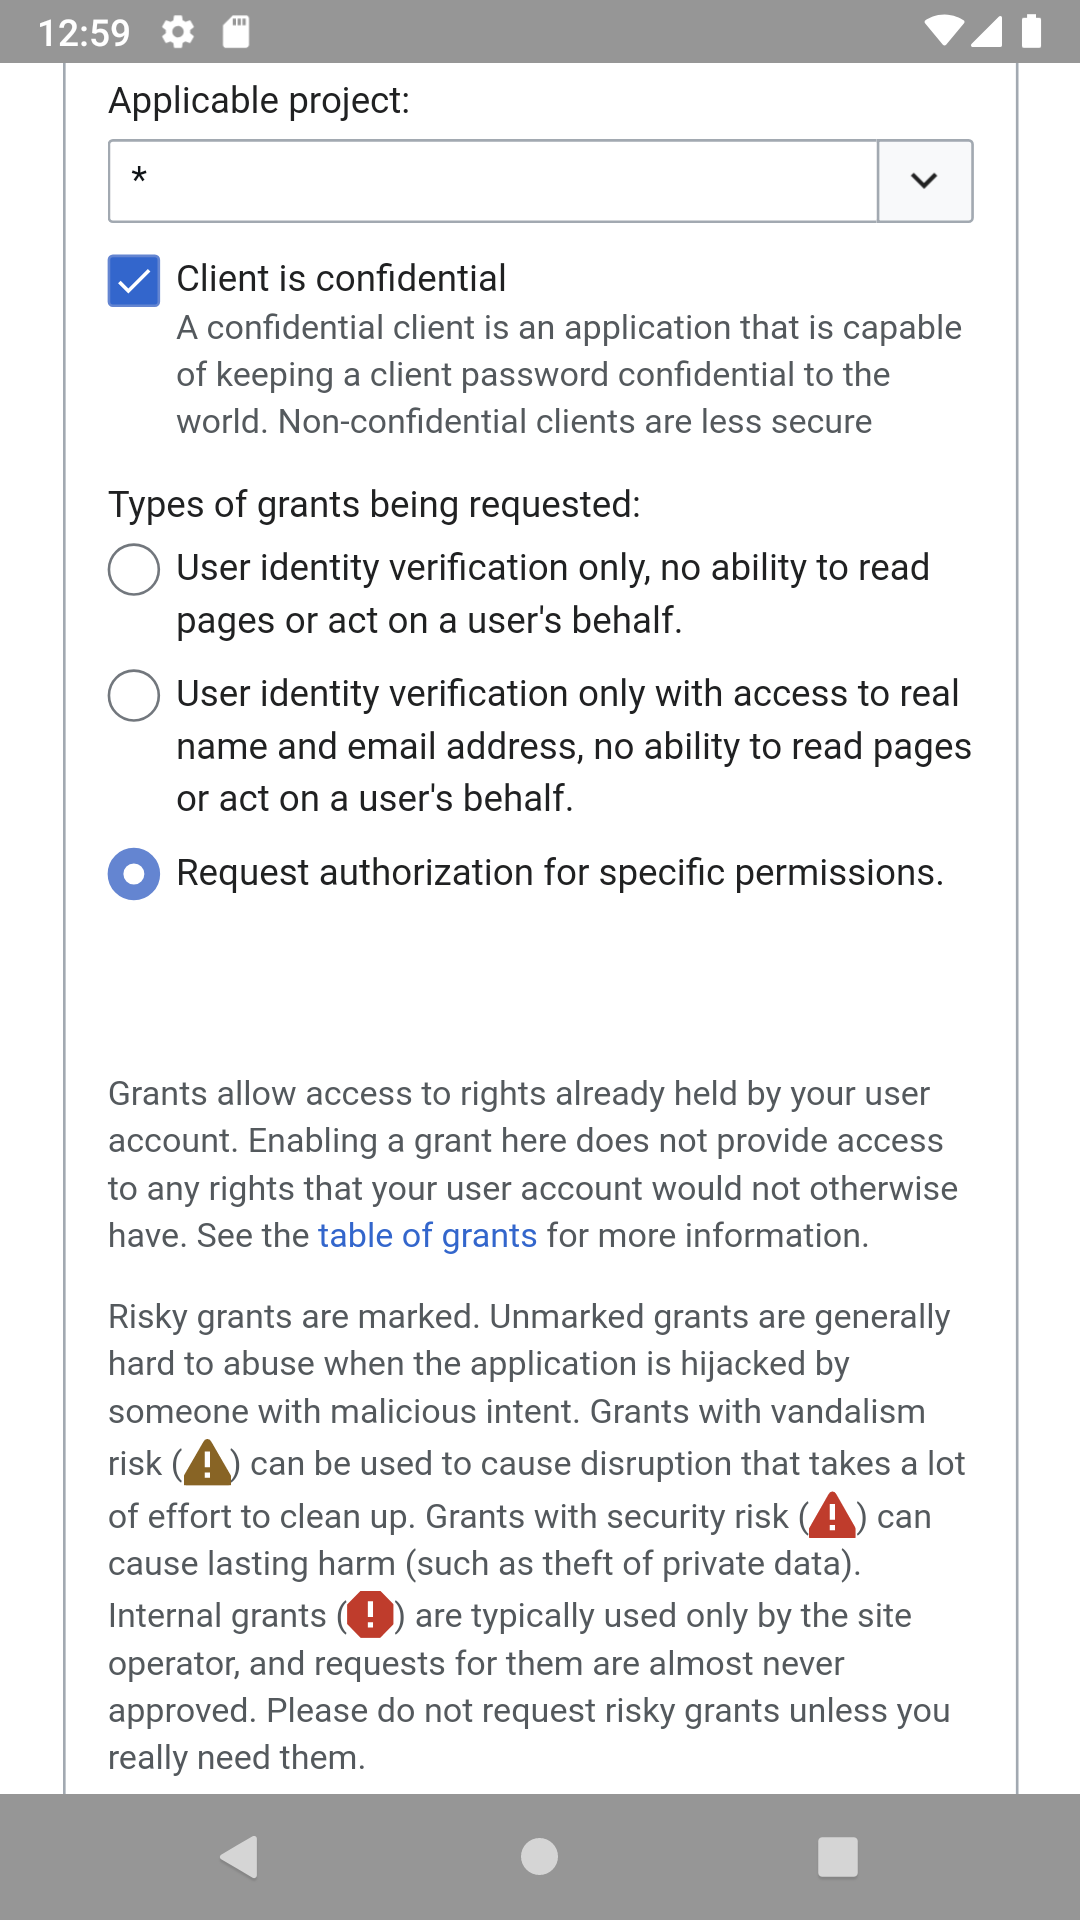 12:59
Applicable project:
*
Client is confidential
A confidential client is an application that is capable
of keeping a client password confidential to the
world. Non-confidential clients are less secure
Types of grants being requested:
User identity verification only, no ability to read
pages or act on a user's behalf.
User identity verification only with access to real
name and email address, no ability to read pages
or act on a user's behalf.
Request authorization for specific permissions.
Grants allow access to rights already held by your user
account. Enabling a grant here does not provide access
to any rights that your user account would not otherwise
have. See the table of grants for more information.
Risky grants are marked. Unmarked grants are generally
hard to abuse when the application is hijacked by
someone with malicious intent. Grants with vandalism
risk (!) can be used to cause disruption that takes a lot
of effort to clean up. Grants with security risk (!) can
cause lasting harm (such as theft of private data).
Internal grants (!) are typically used only by the site
operator, and requests for them are almost never
approved. Please do not request risky grants unless you
really need them.